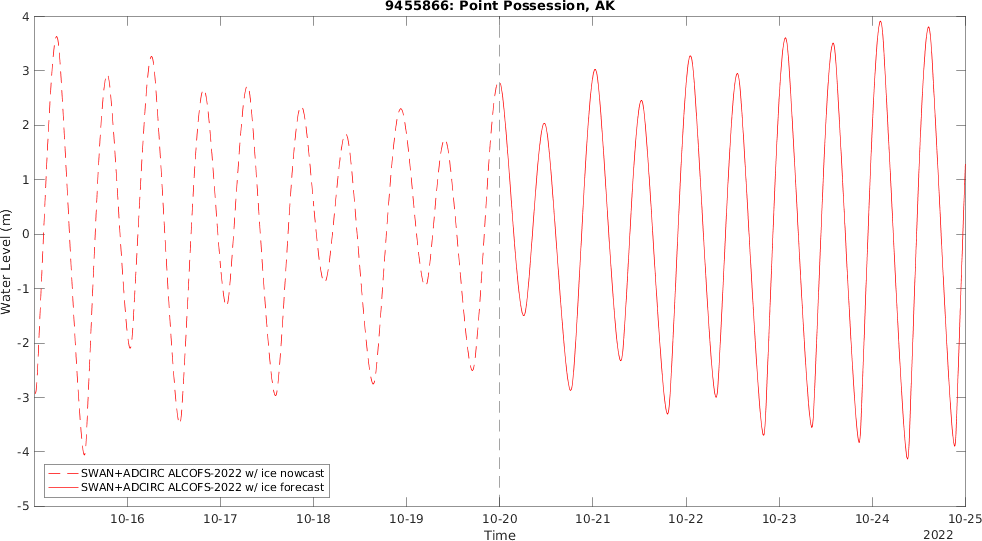 9455866: Point Possession, AK
4
3
2
1
0
-1
-2
-3
-4
-5
Water Level (m)
SWAN+ADCIRC ALCOFS-2022 w/ ice nowcast
SWAN+ADCIRC ALCOFS-2022 w/ ice forecast
10-16 10-17 10-18 10-19 10-20 10-21 10-22 10-23 10-24 10-25
Time
2022